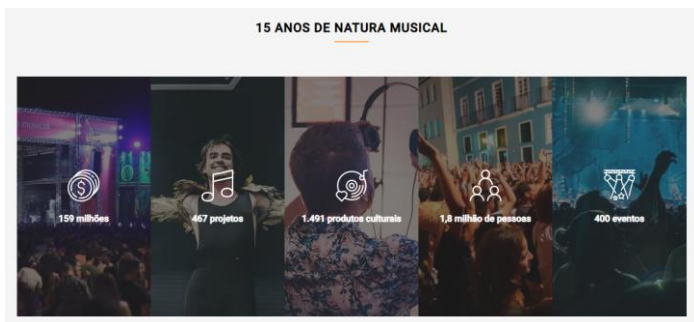 15 ANOS DE NATURA MUSICAL
159 milhões
467 projetos
1.491 produtos culturais
1,8 milhão de pessoas
400 eventos